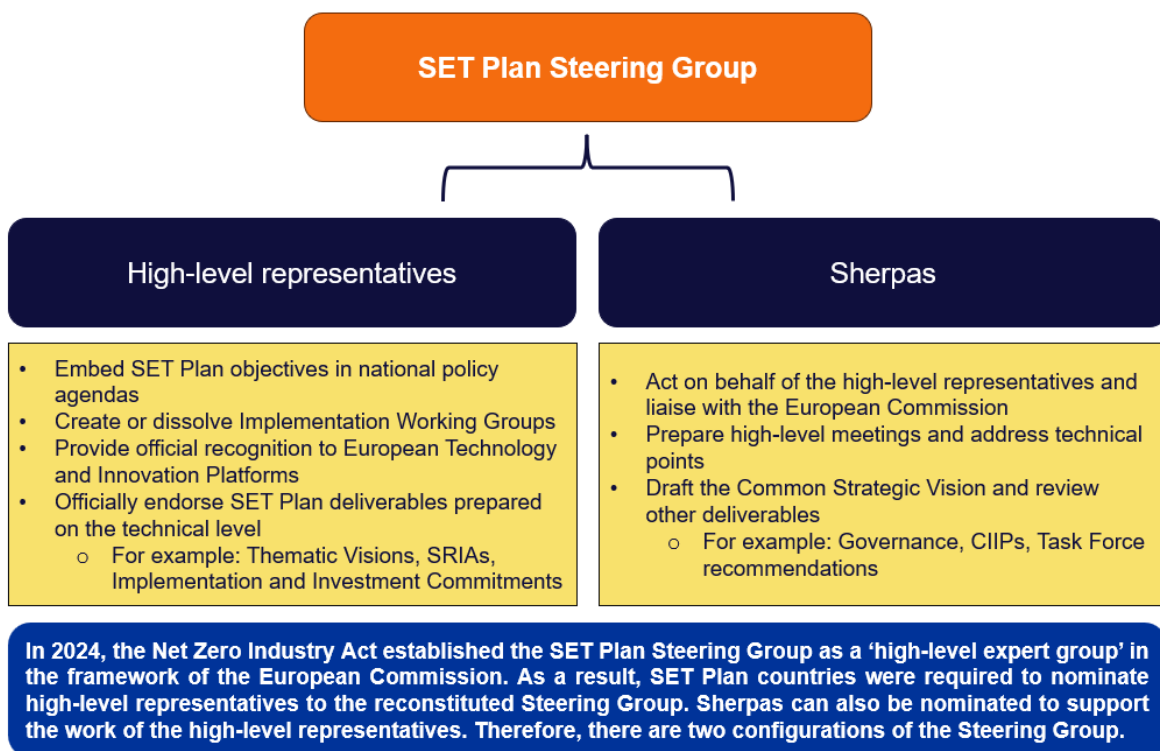 SET Plan Steering Group
High-level representatives
• Embed SET Plan objectives in national policy
agendas
• Create or dissolve Implementation Working Groups
• Provide official recognition to European Technology
and Innovation Platforms
• Officially endorse SET Plan deliverables prepared
on the technical level
o For example: Thematic Visions, SRIAs,
Implementation and Investment Commitments
Sherpas
• Act on behalf of the high-level representatives and
liaise with the European Commission
• Prepare high-level meetings and address technical
points
• Draft the Common Strategic Vision and review
other deliverables
o For example: Governance, CIIPs, Task Force
recommendations
In 2024, the Net Zero Industry Act established the SET Plan Steering Group as a ‘high-level expert group’ in
the framework of the European Commission. As a result, SET Plan countries were required to nominate
high-level representatives to the reconstituted Steering Group. Sherpas can also be nominated to support
the work of the high-level representatives. Therefore, there are two configurations of the Steering Group.